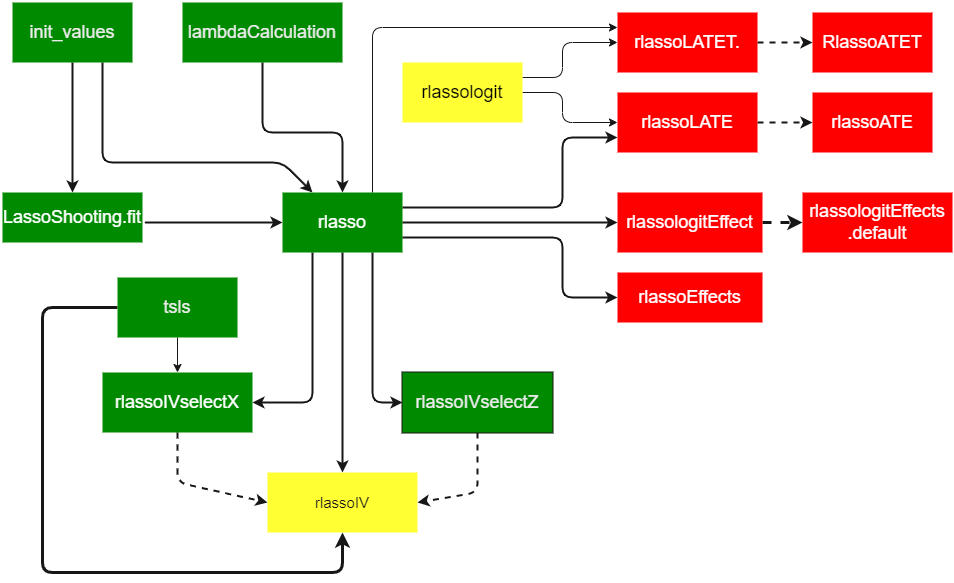 init_values
lambdaCalculation
rlassoLATET.
RlassoATET
rlassologit
rlassoLATE
rlassoATE
LassoShooting.fit
rlasso
rlassologitEffect
rlassologitEffects
.default
tsls
rlassoEffects
rlassoIVselectX
rlassoIVselectZ
rlassoIV